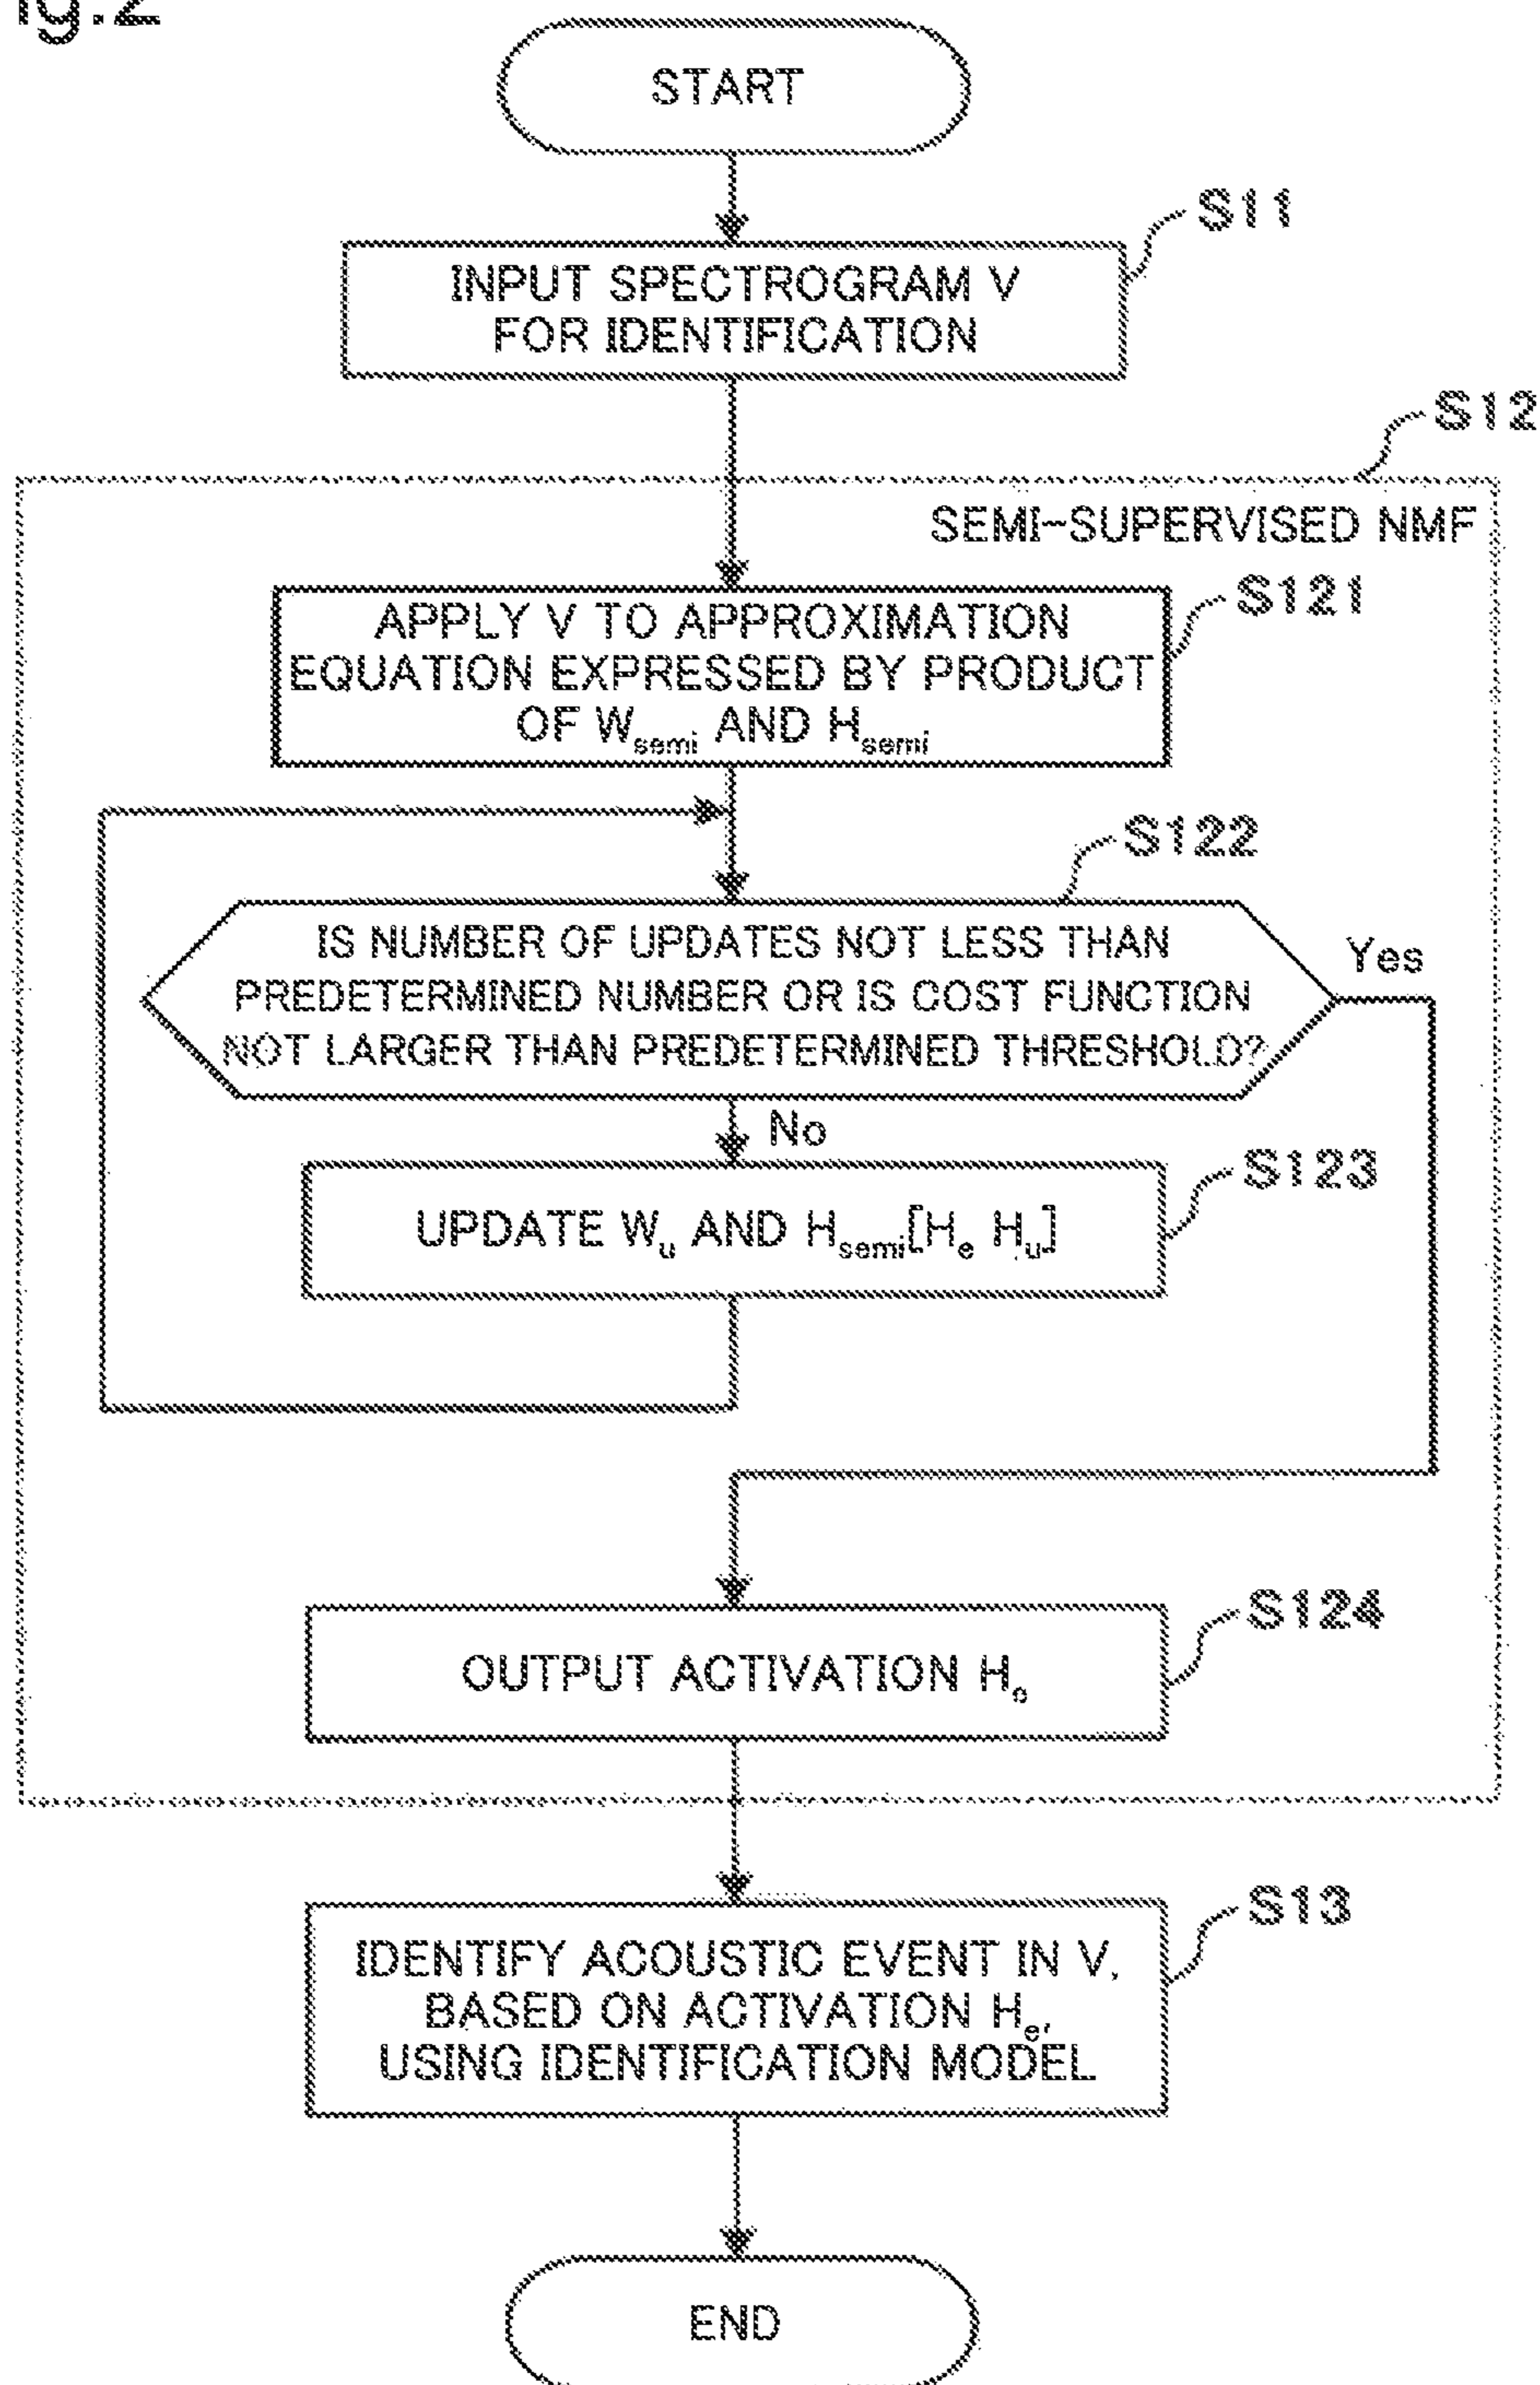 ig.2
START
S11
INPUT SPECTROGRAM V
FOR IDENTIFICATION
S12
SEMI-SUPERVISED NMF
S121
APPLY V TO APPROXIMATION
EQUATION EXPRESSED BY PRODUCT
OF Wsemi AND Hsemi
S122
IS NUMBER OF UPDATES NOT LESS THAN
PREDETERMINED NUMBER OR IS COST FUNCTION
NOT LARGER THAN PREDETERMINED THRESHOLD?
Yes
No
S123
UPDATE Wu AND Hsemi[He Hu]
S124
OUTPUT ACTIVATION He
S13
IDENTIFY ACOUSTIC EVENT IN V,
BASED ON ACTIVATION He,
USING IDENTIFICATION MODEL
END